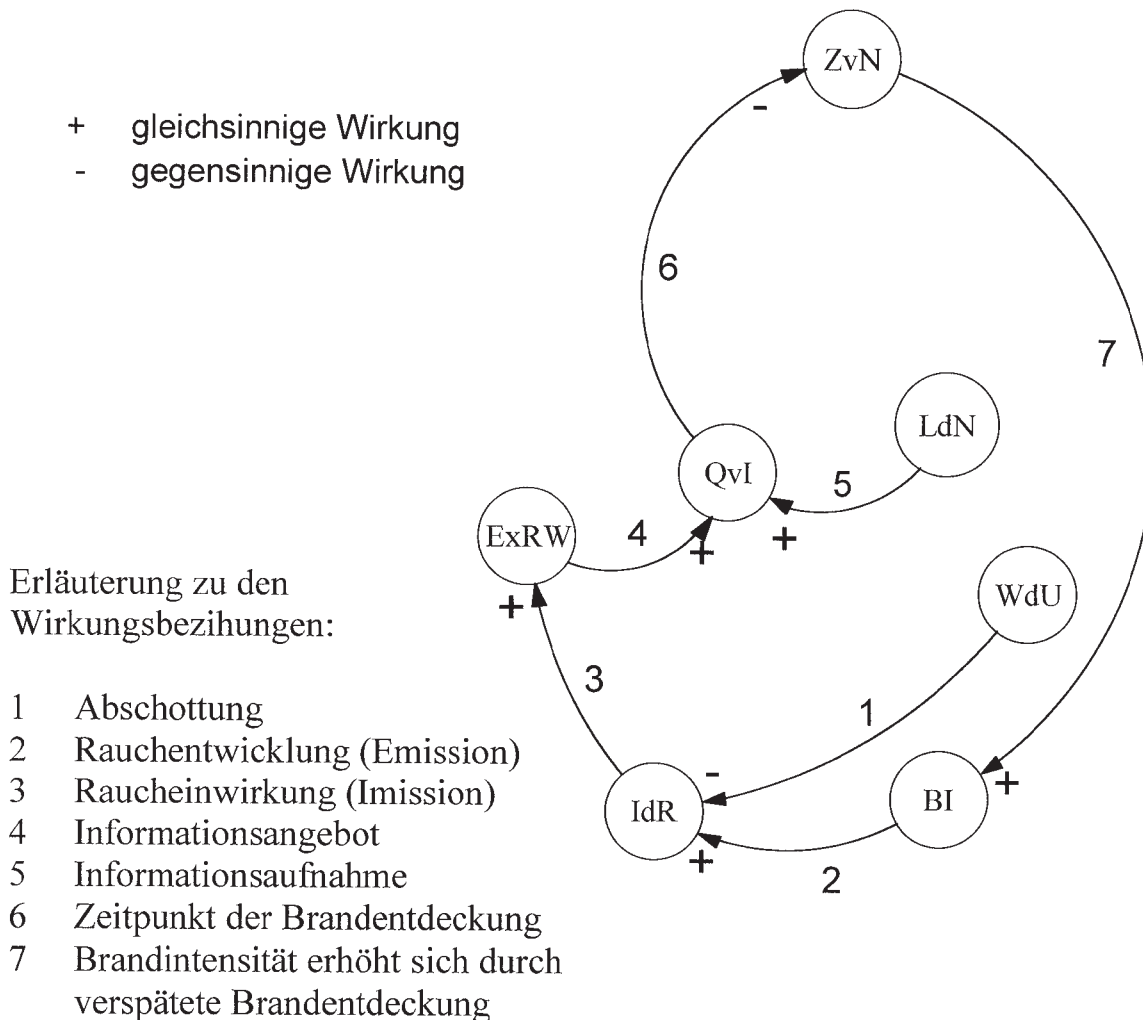 ZvN
+ gleichsinnige Wirkung
- gegensinnige Wirkung
-
6
7
LdN
QvI
5
ExRW
4
+
+
+
WdU
Erläuterung zu den
Wirkungsbezihungen:
3
1
1 Abschottung
2 Rauchentwicklung (Emission)
3 Raucheinwirkung (Imission)
4 Informationsangebot
5 Informationsaufnahme
6 Zeitpunkt der Brandentdeckung
7 Brandintensität erhöht sich durch
verspätete Brandentdeckung
-
IdR
+
BI
+
2